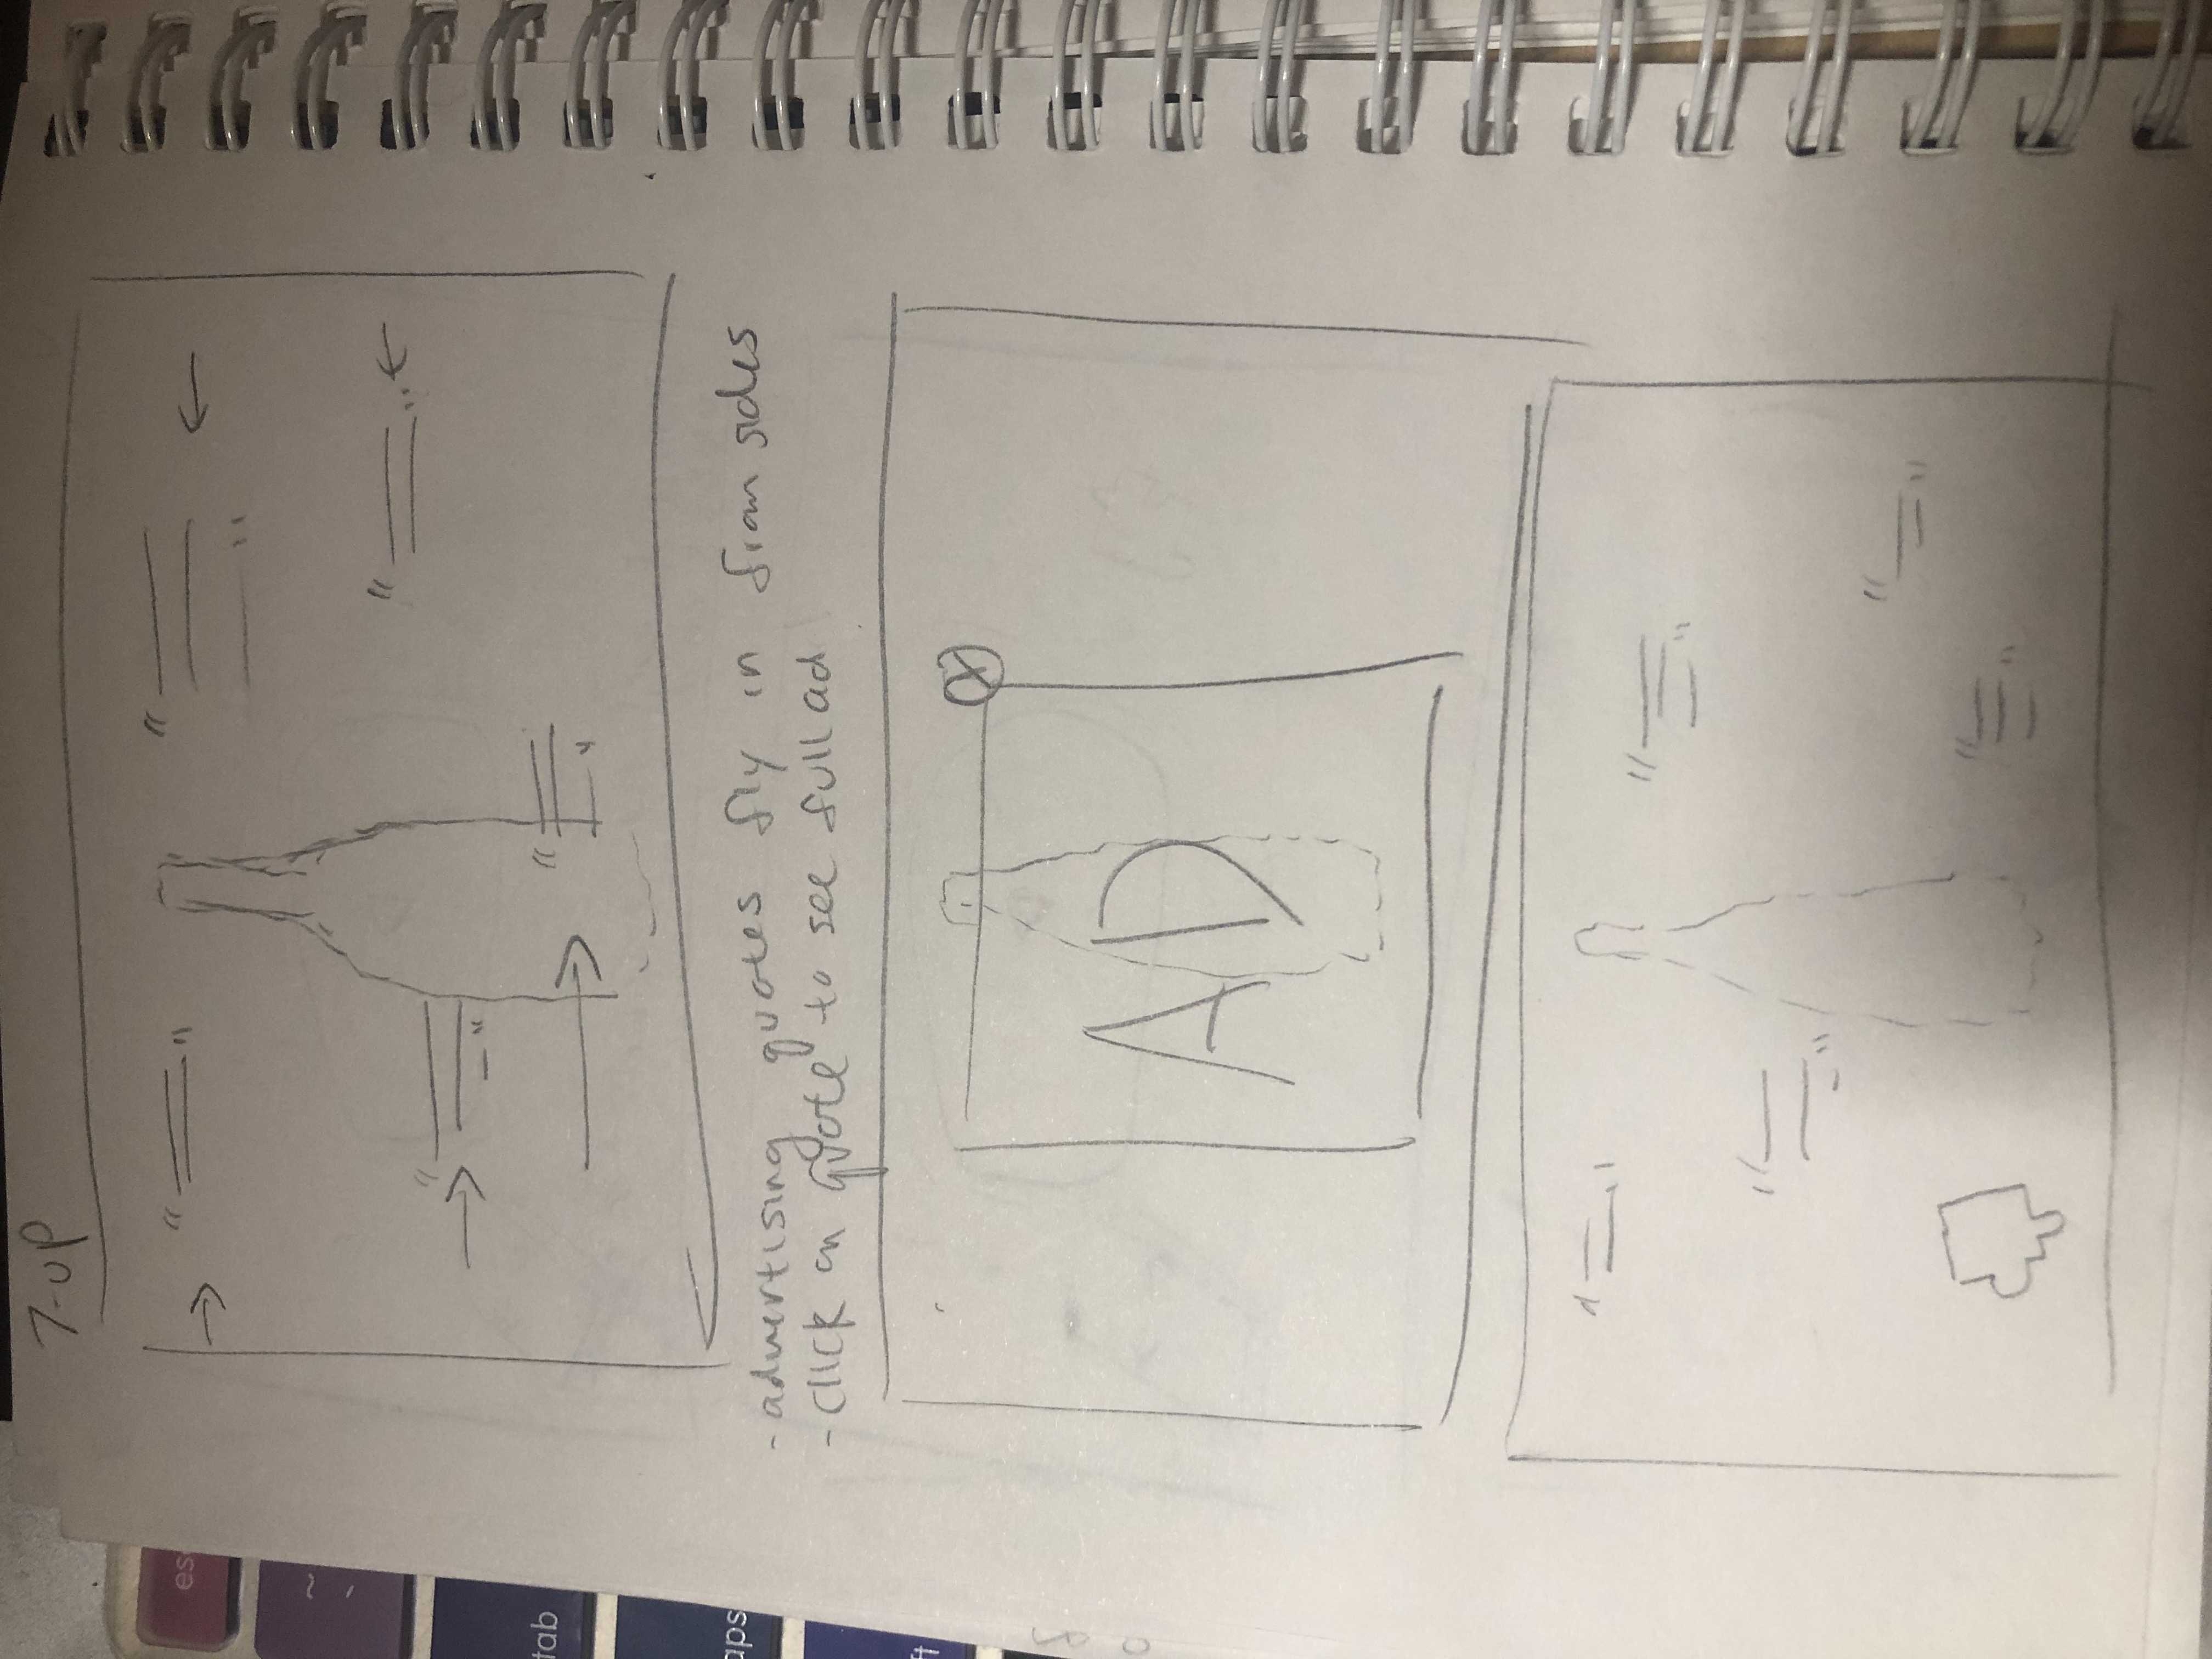 7-UP
- advertising quotes fly in from sides
- click on quote to see full ad
X
AD
esc
~
`
tab
aps
ft